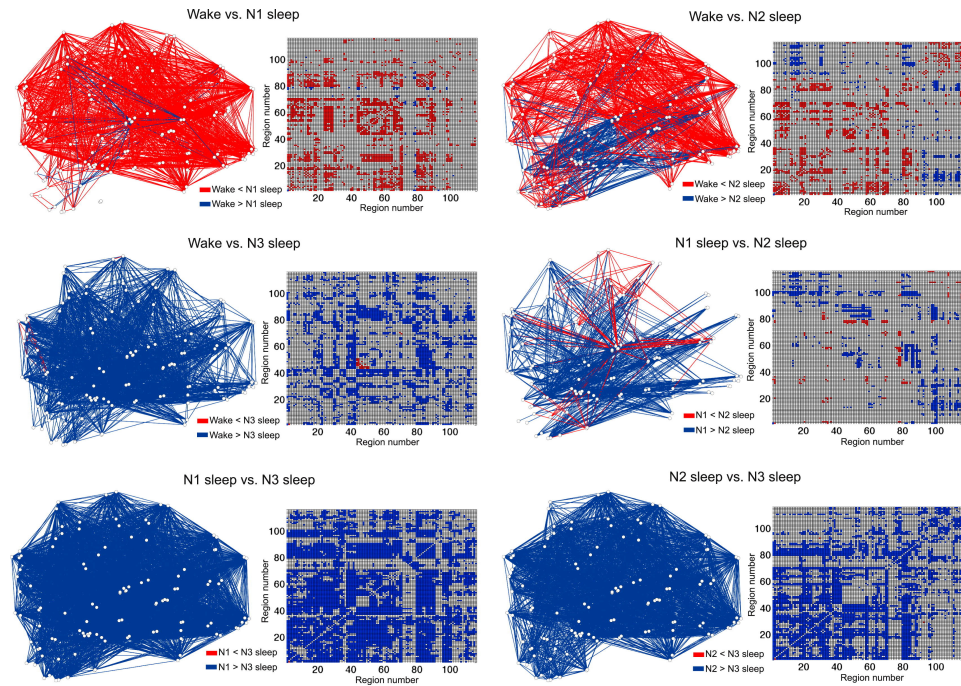 Wake vs. N1 sleep
100
80
60
40
20
Region number
20 40 60 80 100
Region number
Wake < N1 sleep
Wake > N1 sleep
Wake vs. N2 sleep
100
80
60
40
20
Region number
20 40 60 80 100
Region number
Wake < N2 sleep
Wake > N2 sleep
Wake vs. N3 sleep
100
80
60
40
20
Region number
20 40 60 80 100
Region number
Wake < N3 sleep
Wake > N3 sleep
N1 sleep vs. N2 sleep
100
80
60
40
20
Region number
20 40 60 80 100
Region number
N1 < N2 sleep
N1 > N2 sleep
N1 sleep vs. N3 sleep
100
80
60
40
20
Region number
20 40 60 80 100
Region number
N1 < N3 sleep
N1 > N3 sleep
N2 sleep vs. N3 sleep
100
80
60
40
20
Region number
20 40 60 80 100
Region number
N2 < N3 sleep
N2 > N3 sleep